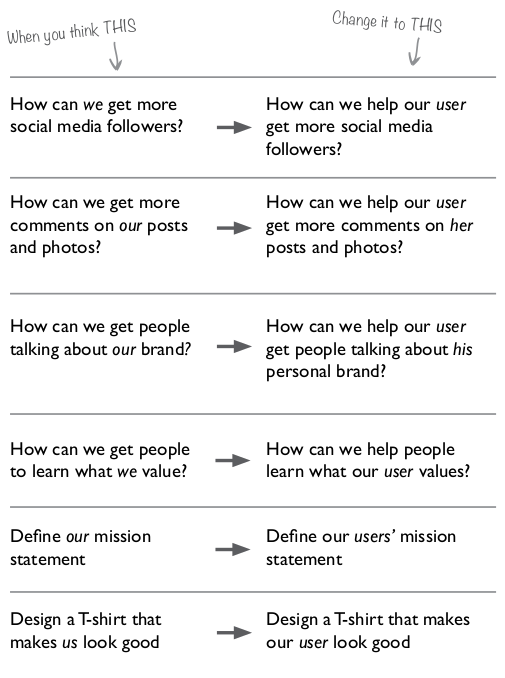 When you think THIS
Change it to THIS
How can we get more
social media followers?
How can we help our user
get more social media
followers?
How can we get more
comments on our posts
and photos?
How can we help our user
get more comments on her
posts and photos?
How can we get people
talking about our brand?
How can we help our user
get people talking about his
personal brand?
How can we get people
to learn what we value?
How can we help people
learn what our user values?
Define our mission
statement
Define our users’ mission
statement
Design a T-shirt that
makes us look good
Design a T-shirt that makes
our user look good